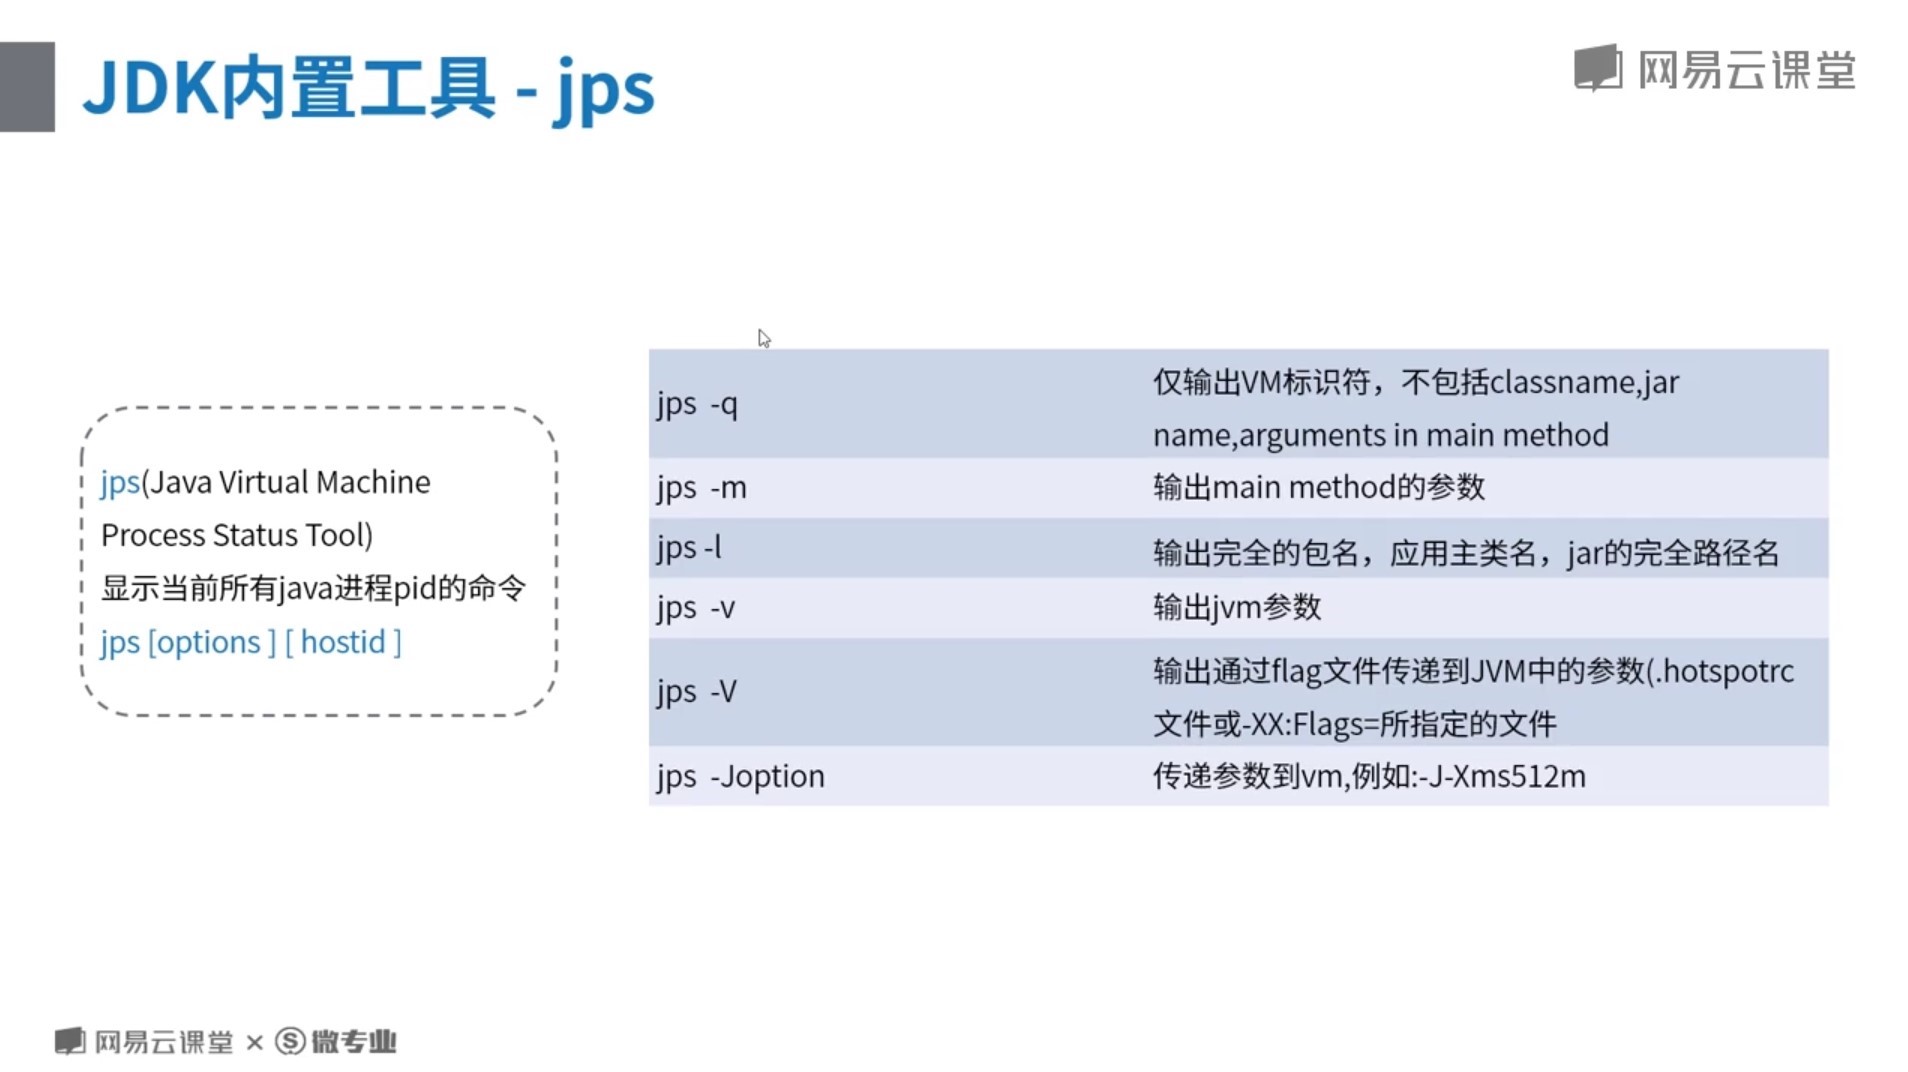 JDK内置工具 - jps
网易云课堂
jps(Java Virtual Machine
Process Status Tool)
显示当前所有java进程pid的命令
jps [options ] [ hostid ]
jps -q
仅输出VM标识符，不包括classname,jar
name,arguments in main method
jps -m
输出main method的参数
jps -l
输出完全的包名，应用主类名，jar的完全路径名
jps -v
输出jvm参数
jps -V
输出通过flag文件传递到JVM中的参数(.hotspotrc
文件或-XX:Flags=所指定的文件
jps -Joption
传递参数到vm,例如:-J-Xms512m
网易云课堂 × 微专业